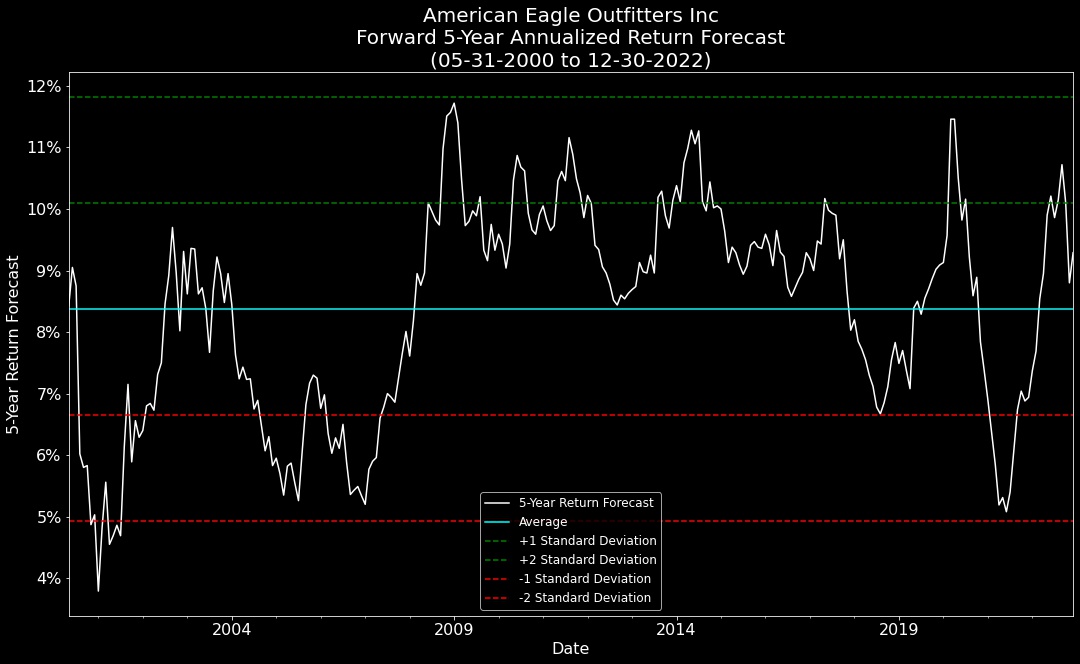 American Eagle Outfitters Inc
Forward 5-Year Annualized Return Forecast
(05-31-2000 to 12-30-2022)
12%
11%
10%
9%
8%
7%
6%
5%
4%
5-Year Return Forecast
5-Year Return Forecast
Average
+1 Standard Deviation
+2 Standard Deviation
-1 Standard Deviation
-2 Standard Deviation
2004
2009
2014
2019
Date